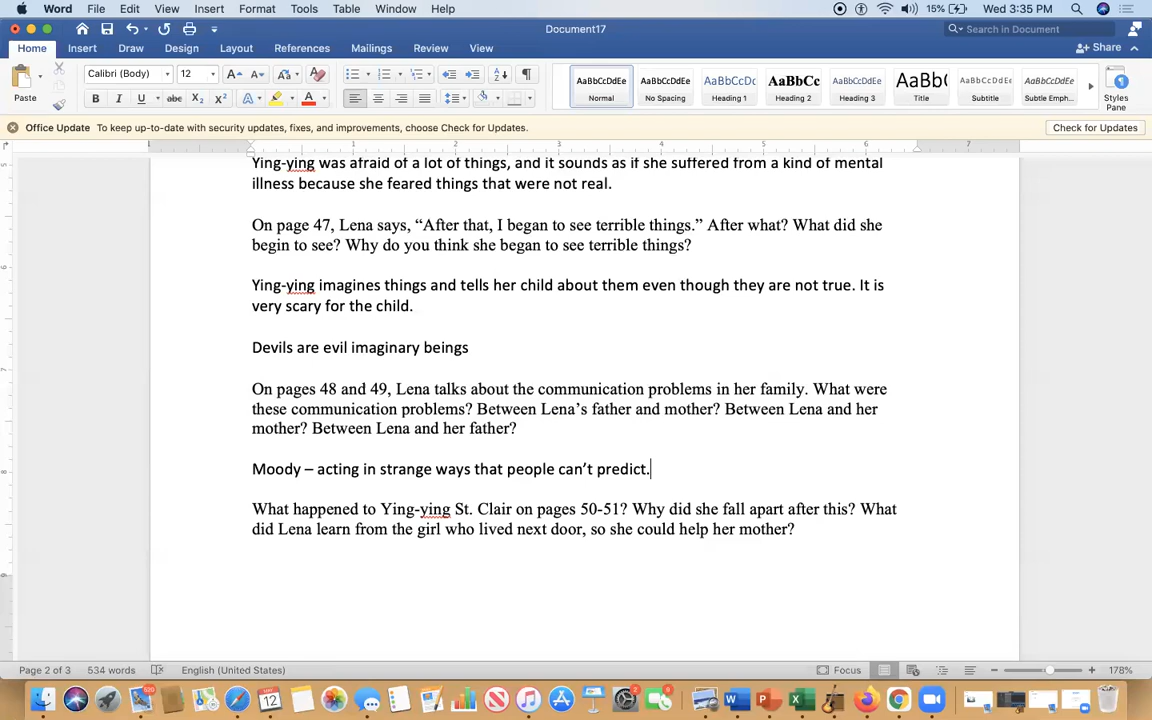 Word File Edit View Insert Format Tools Table Window Help 15% Wed 3:35 PM
Document17 Search in Document
Home Insert Draw Design Layout References Mailings Review View Share
Paste Calibri (Body) 12
AaBbCcDdEe AaBbCcDdEe AaBbCcDc AaBbCc AaBbCcDdE AaBb( AaBbCcDdEe AaBbCcDdEe
Normal No Spacing Heading 1 Heading 2 Heading 3 Title Subtitle Subtle Emph... Styles Pane
Office Update To keep up-to-date with security updates, fixes, and improvements, choose Check for Updates. Check for Updates
1 1 2 3 4 5 6 7
Ying-ying was afraid of a lot of things, and it sounds as if she suffered from a kind of mental
illness because she feared things that were not real.
On page 47, Lena says, “After that, I began to see terrible things.” After what? What did she
begin to see? Why do you think she began to see terrible things?
Ying-ying imagines things and tells her child about them even though they are not true. It is
very scary for the child.
Devils are evil imaginary beings
On pages 48 and 49, Lena talks about the communication problems in her family. What were
these communication problems? Between Lena’s father and mother? Between Lena and her
mother? Between Lena and her father?
Moody – acting in strange ways that people can’t predict.
What happened to Ying-ying St. Clair on pages 50-51? Why did she fall apart after this? What
did Lena learn from the girl who lived next door, so she could help her mother?
Page 2 of 3 534 words English (United States) Focus 178%